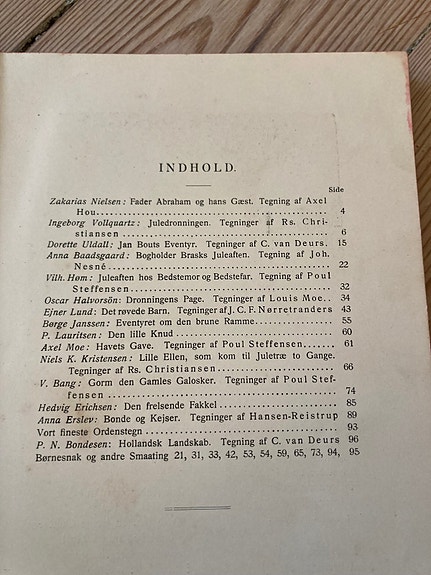 INDHOLD.
Side
Zakarias Nielsen: Fader Abraham og hans Gæst. Tegning af Axel
Hou. 4
Ingeborg Vollquartz: Juledronningen. Tegninger af Rs. Chri-
stiansen 6
Dorette Uldall: Jan Bouts Eventyr. Tegninger af C. van Deurs. 15
Anna Baadsgaard: Bogholder Brasks Juleaften. Tegning af Joh.
Nesné 22
Vilh. Høm: Juleaften hos Bedstemor og Bedstefar. Tegning af Poul
Steffensen 32
Oscar Halvorsön: Dronningens Page. Tegninger af Louis Moe.. 34
Ejner Lund: Det røvede Barn. Tegninger af J. C. F. Nørretranders 43
Børge Janssen: Eventyret om den brune Ramme. 55
P. Lauritsen: Den lille Knud 60
Axel Moe: Havets Gave. Tegninger af Poul Steffensen. 61
Niels K. Kristensen: Lille Ellen, som kom til Juletræ to Gange.
Tegninger af Rs. Christiansen 66
V. Bang: Gorm den Gamles Galosker. Tegninger af Poul Stef-
fensen 74
Hedvig Erichsen: Den frelsende Fakkel 85
Anna Erslev: Bonde og Kejser. Tegninger af Hansen-Reistrup 89
Vort fineste Ordenstegn 93
P. N. Bondesen: Hollandsk Landskab. Tegning af C. van Deurs 96
Børnesnak og andre Smaating 21, 31, 33, 42, 53, 54, 59, 65, 73, 94, 95